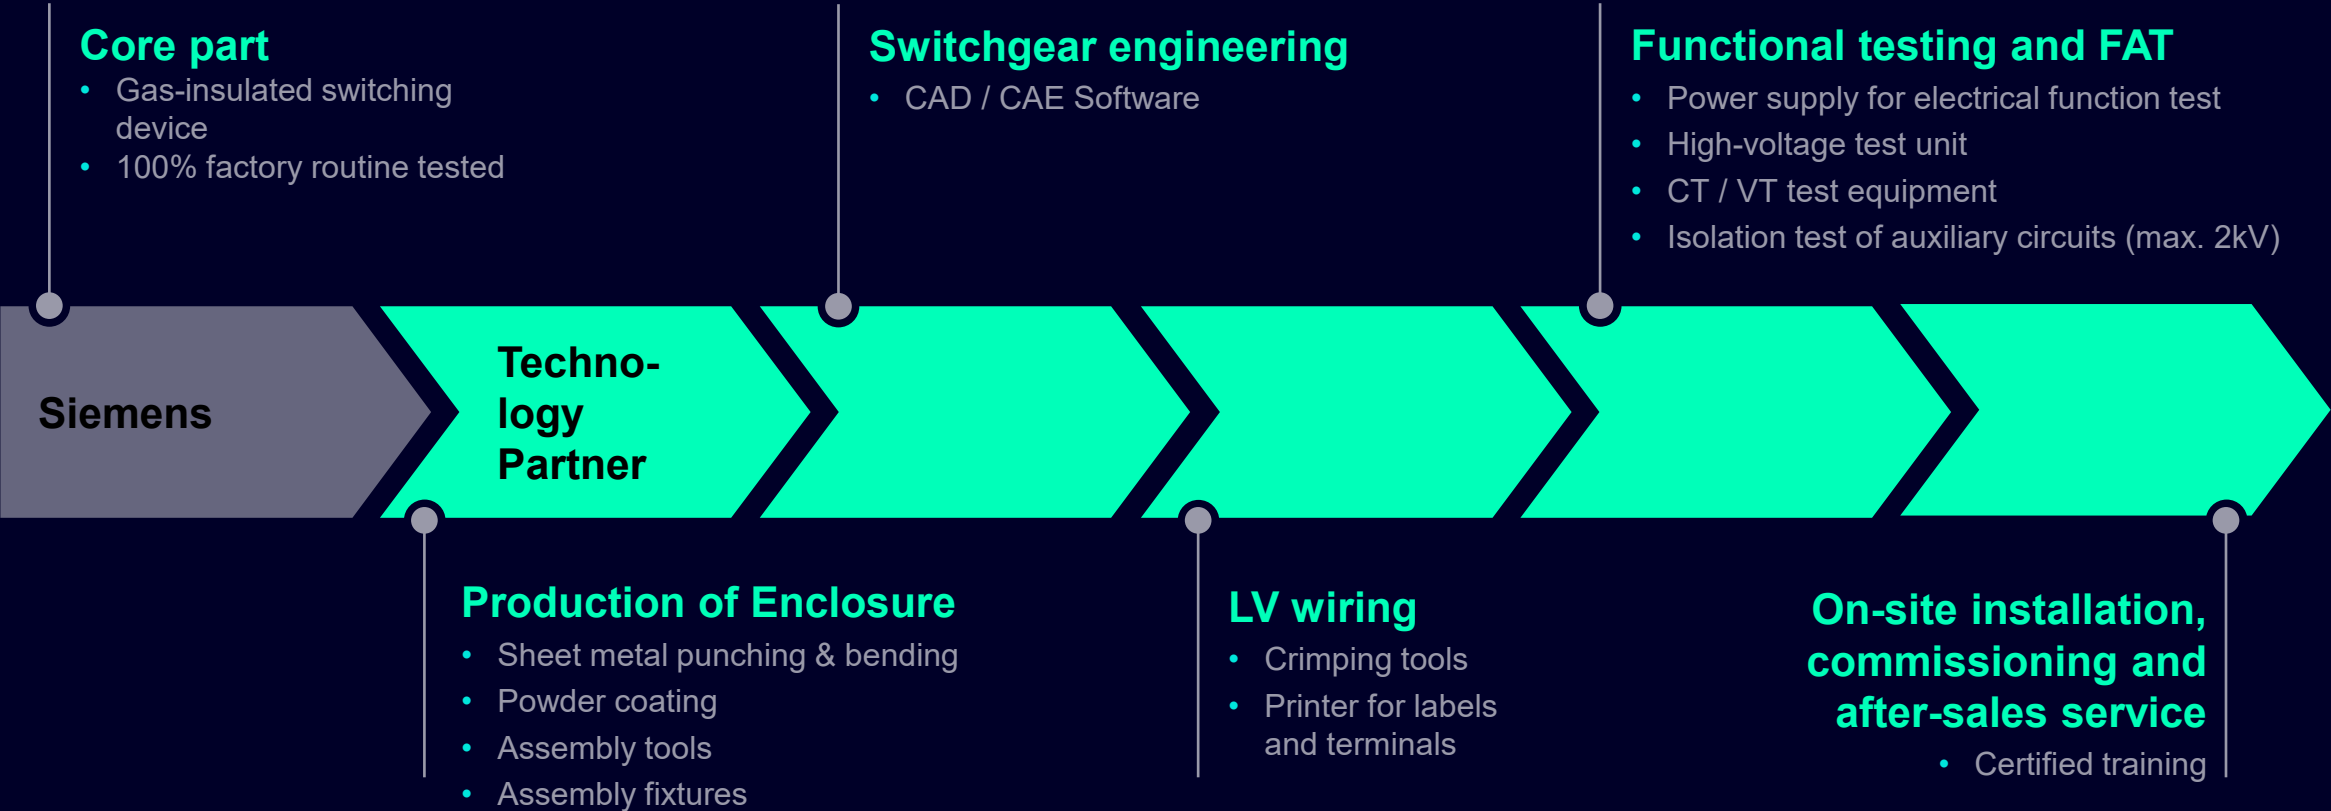 Core part
• Gas-insulated switching
device
• 100% factory routine tested
Switchgear engineering
• CAD / CAE Software
Functional testing and FAT
• Power supply for electrical function test
• High-voltage test unit
• CT / VT test equipment
• Isolation test of auxiliary circuits (max. 2kV)
Siemens
Techno-
logy
Partner
Production of Enclosure
• Sheet metal punching & bending
• Powder coating
• Assembly tools
• Assembly fixtures
LV wiring
• Crimping tools
• Printer for labels
and terminals
On-site installation,
commissioning and
after-sales service
• Certified training